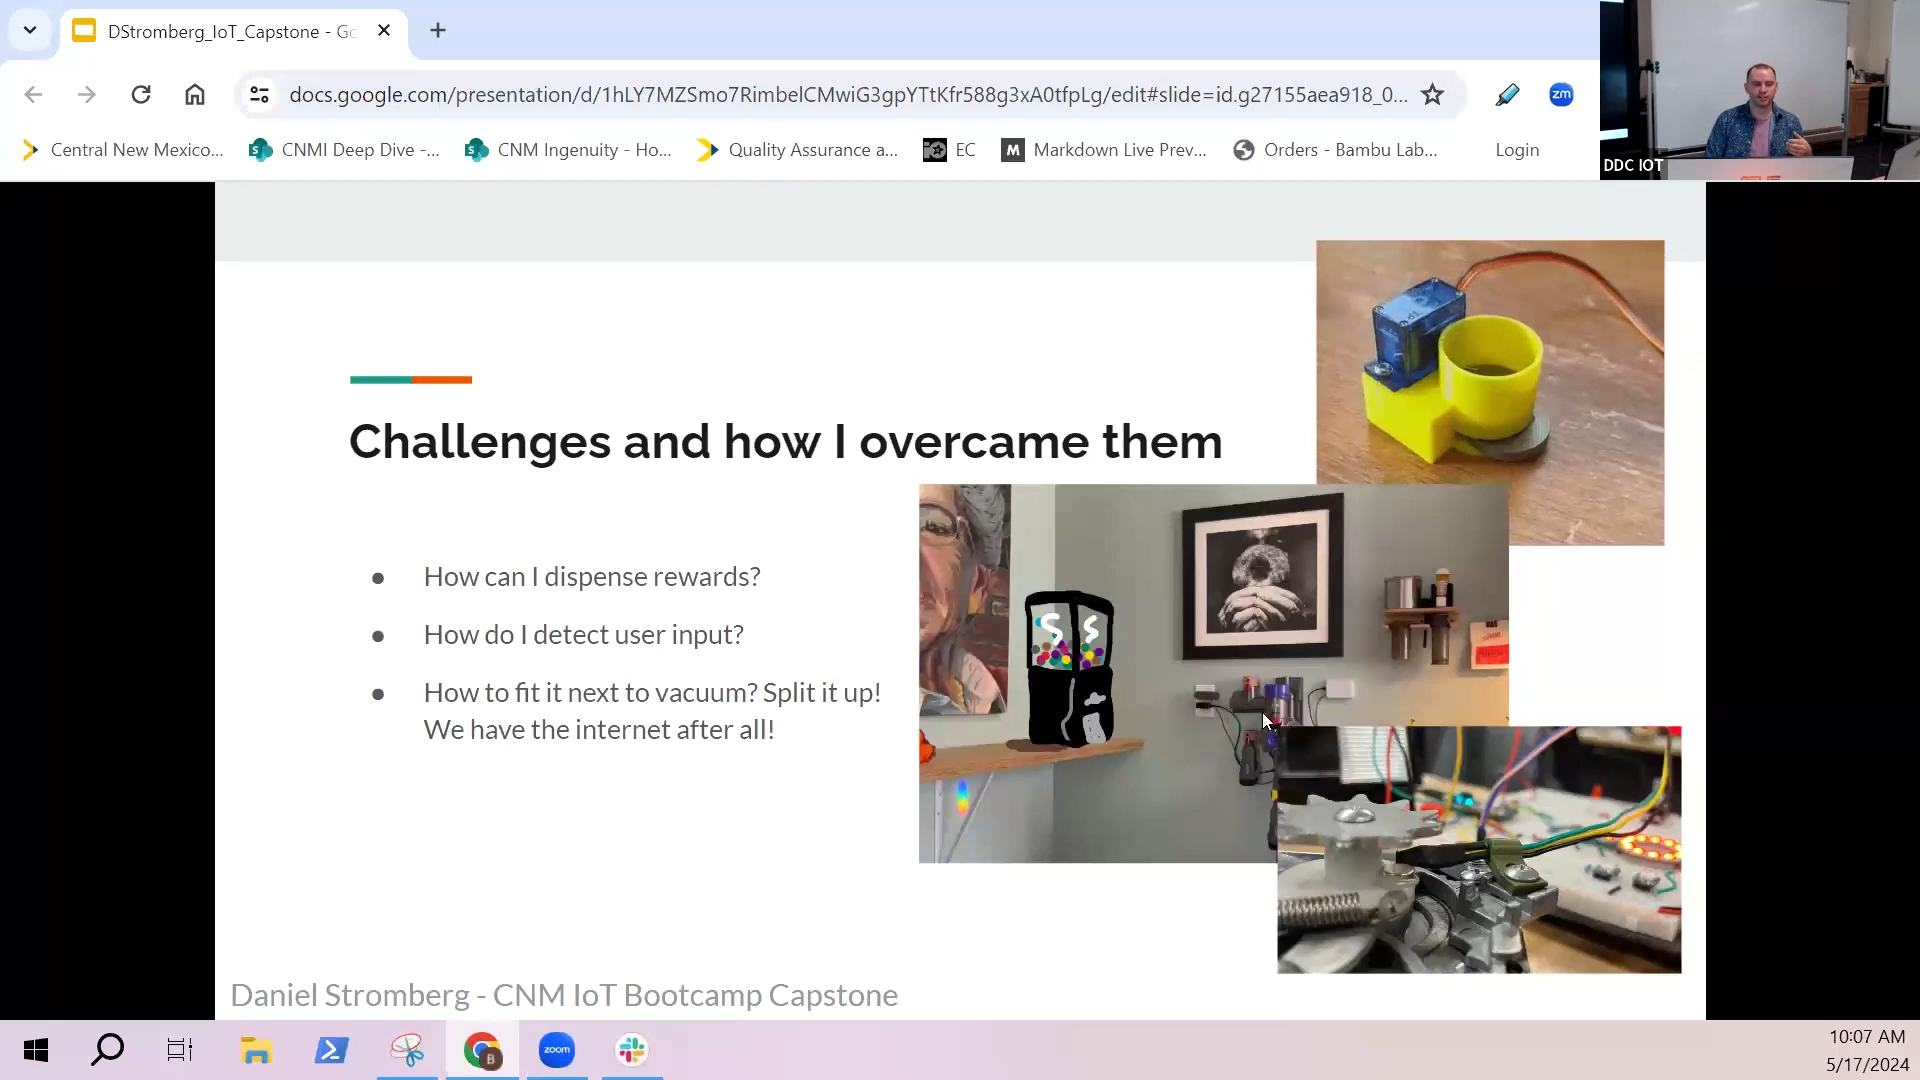 DStromberg_IoT_Capstone - Go
docs.google.com/presentation/d/1hLY7MZSmo7RimbelCMwiG3gpYTtKfr588g3xA0tfpLg/edit#slide=id.g27155aea918_0...
zm
Central New Mexico...
CNMI Deep Dive -...
CNM Ingenuity - Ho...
Quality Assurance a...
EC
M
Markdown Live Prev...
Orders - Bambu Lab...
Login
DDC IOT
Challenges and how I overcame them
How can I dispense rewards?
How do I detect user input?
How to fit it next to vacuum? Split it up!
We have the internet after all!
S S
Daniel Stromberg - CNM IoT Bootcamp Capstone
B
zoom
10:07 AM
5/17/2024